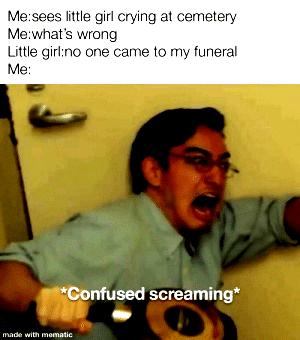 Me:sees little girl crying at cemetery
Me:what's wrong
Little girl:no one came to my funeral
Me:
*Confused screaming*
made with mematic